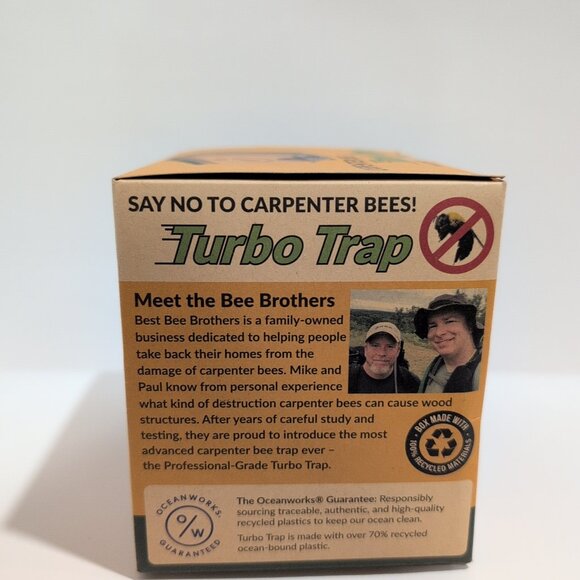 SAY NO TO CARPENTER BEES!
Turbo Trap
Meet the Bee Brothers
Best Bee Brothers is a family-owned
business dedicated to helping people
take back their homes from the
damage of carpenter bees. Mike and
Paul know from personal experience
what kind of destruction carpenter bees can cause wood
structures. After years of careful study and
testing, they are proud to introduce the most
advanced carpenter bee trap ever –
the Professional-Grade Turbo Trap.
BOX MADE WITH
100% RECYCLED MATERIALS
OCEANWORKS®
O/W
GUARANTEED
The Oceanworks® Guarantee: Responsibly
sourcing traceable, authentic, and high-quality
recycled plastics to keep our ocean clean.
Turbo Trap is made with over 70% recycled
ocean-bound plastic.